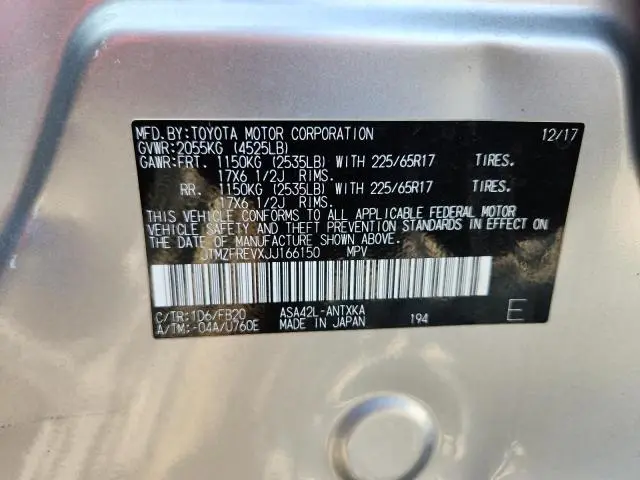 MFD.BY:TOYOTA MOTOR CORPORATION 12/17
GVWR:2055KG (4525LB)
GAWR:FRT. 1150KG (2535LB) WITH 225/65R17 TIRES.
17X6 1/2J RIMS.
RR. 1150KG (2535LB) WITH 225/65R17 TIRES.
17X6 1/2J RIMS.
THIS VEHICLE CONFORMS TO ALL APPLICABLE FEDERAL MOTOR
VEHICLE SAFETY AND THEFT PREVENTION STANDARDS IN EFFECT ON
THE DATE OF MANUFACTURE SHOWN ABOVE.
JTMZFREVXJJ166150 MPV
C/TR:1D6/FB20 ASA42L-ANTXKA
A/TM:-04A/U760E MADE IN JAPAN 194 E